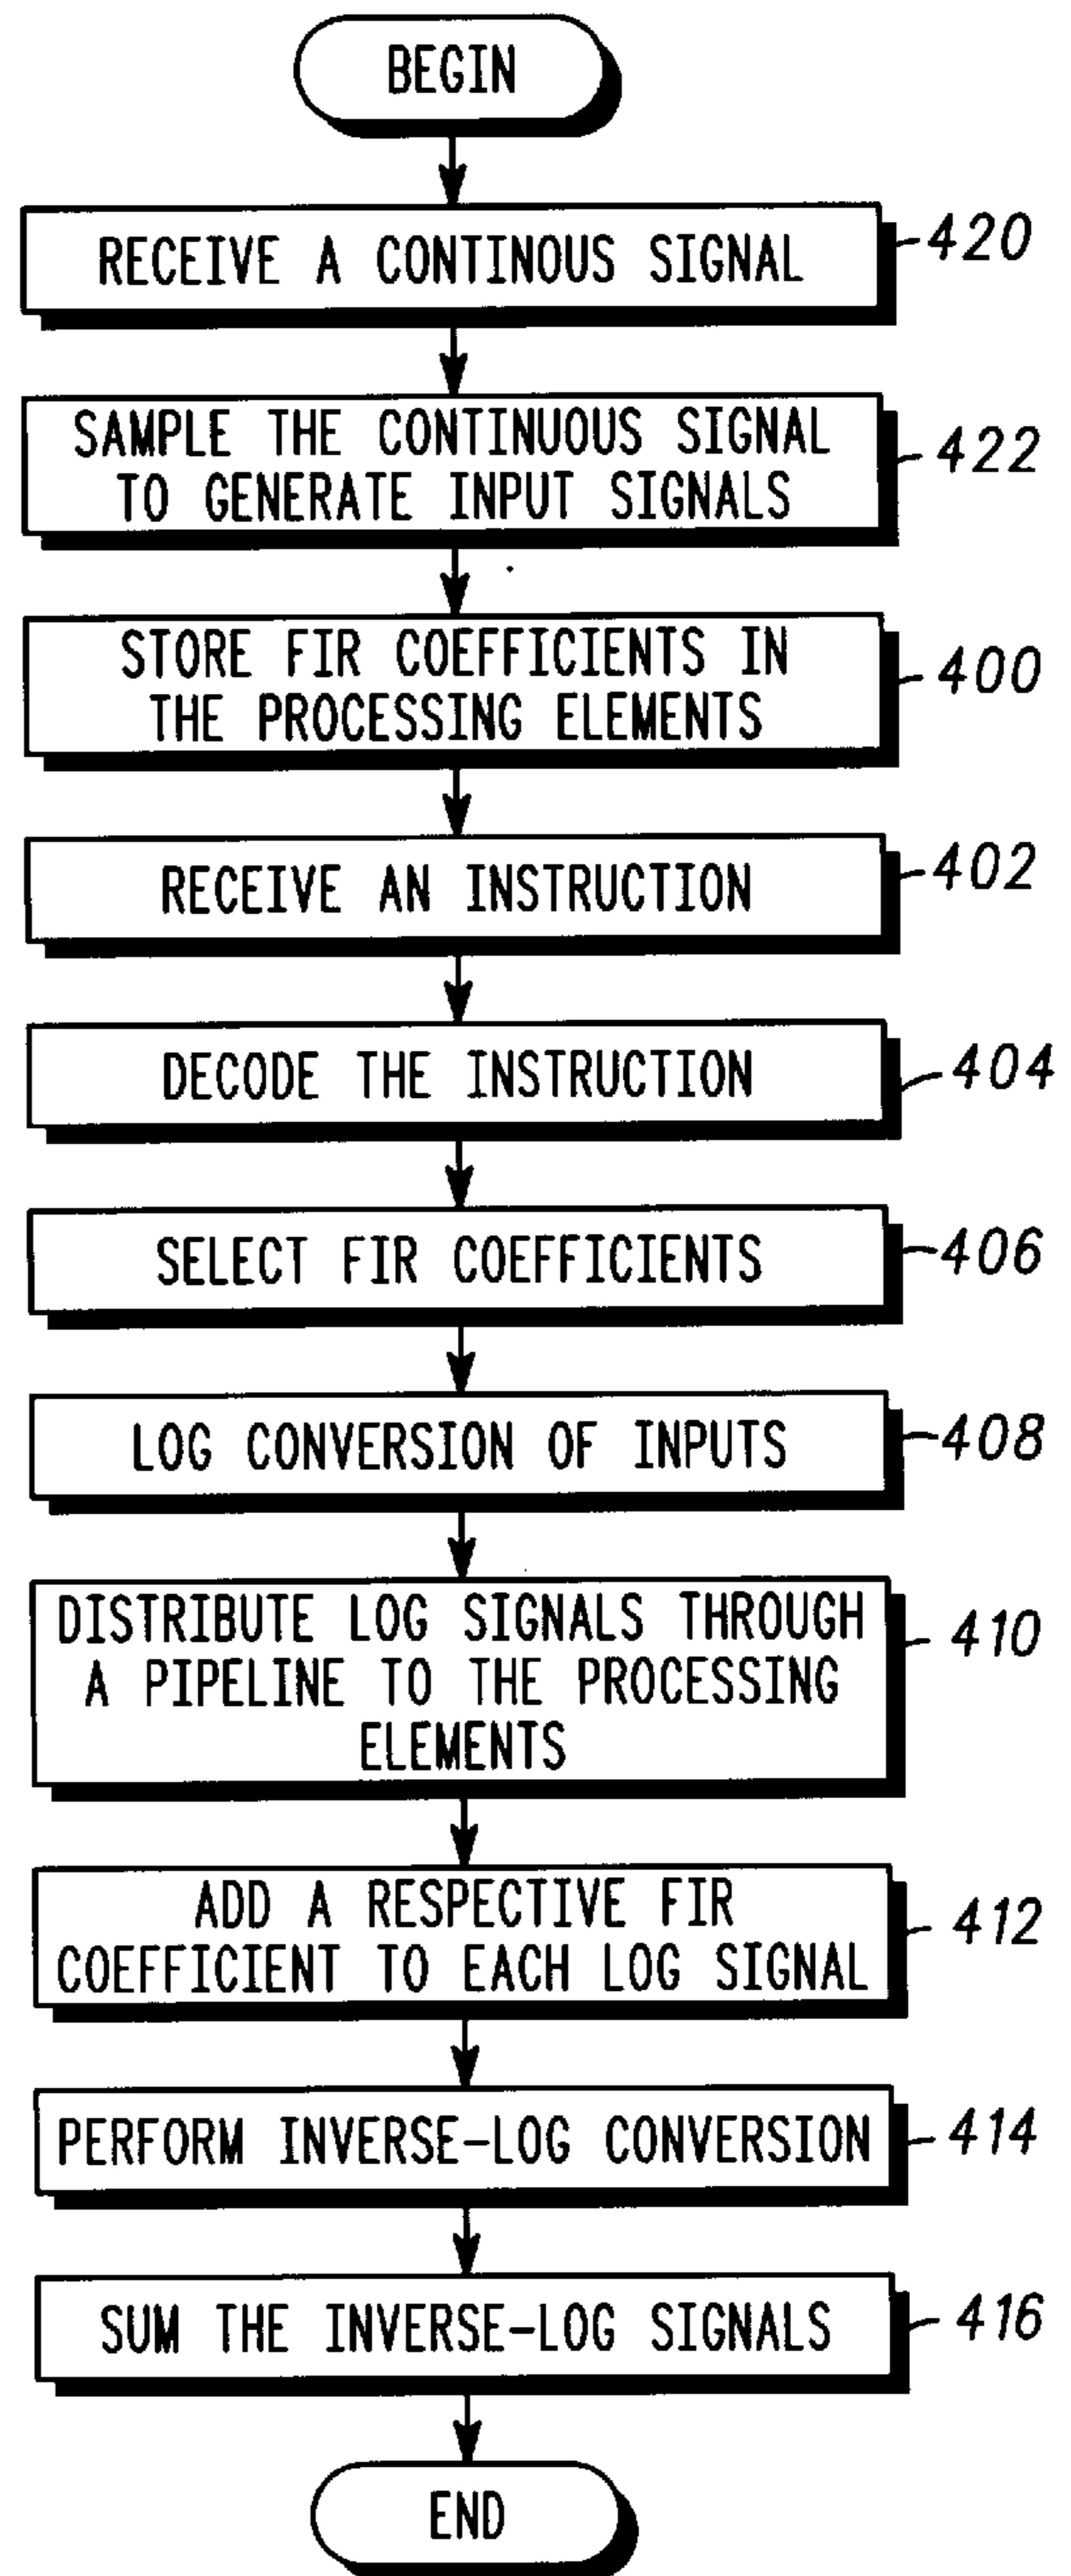 BEGIN
RECEIVE A CONTINOUS SIGNAL
420
SAMPLE THE CONTINUOUS SIGNAL
TO GENERATE INPUT SIGNALS
422
STORE FIR COEFFICIENTS IN
THE PROCESSING ELEMENTS
400
RECEIVE AN INSTRUCTION
402
DECODE THE INSTRUCTION
404
SELECT FIR COEFFICIENTS
406
LOG CONVERSION OF INPUTS
408
DISTRIBUTE LOG SIGNALS THROUGH
A PIPELINE TO THE PROCESSING
ELEMENTS
410
ADD A RESPECTIVE FIR
COEFFICIENT TO EACH LOG SIGNAL
412
PERFORM INVERSE-LOG CONVERSION
414
SUM THE INVERSE-LOG SIGNALS
416
END